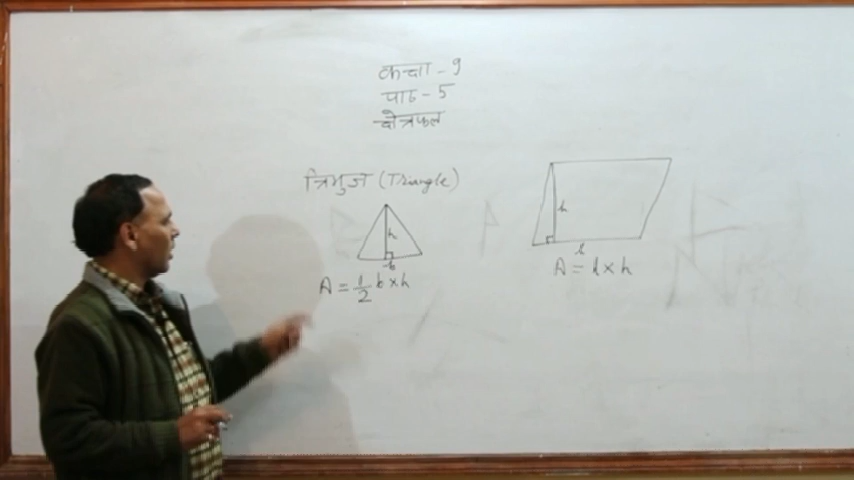 कक्षा - 9
पाठ - 5
क्षेत्रफल
त्रिभुज (Triangle)
h
b
A = 1/2 b × h
h
l
A = l × h